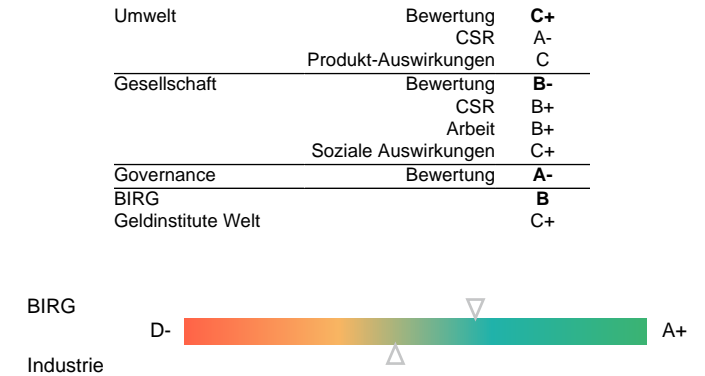 Umwelt Bewertung C+
CSR A-
Produkt-Auswirkungen C
Gesellschaft Bewertung B-
CSR B+
Arbeit B+
Soziale Auswirkungen C+
Governance Bewertung A-
BIRG B
Geldinstitute Welt C+
BIRG
D- A+
Industrie